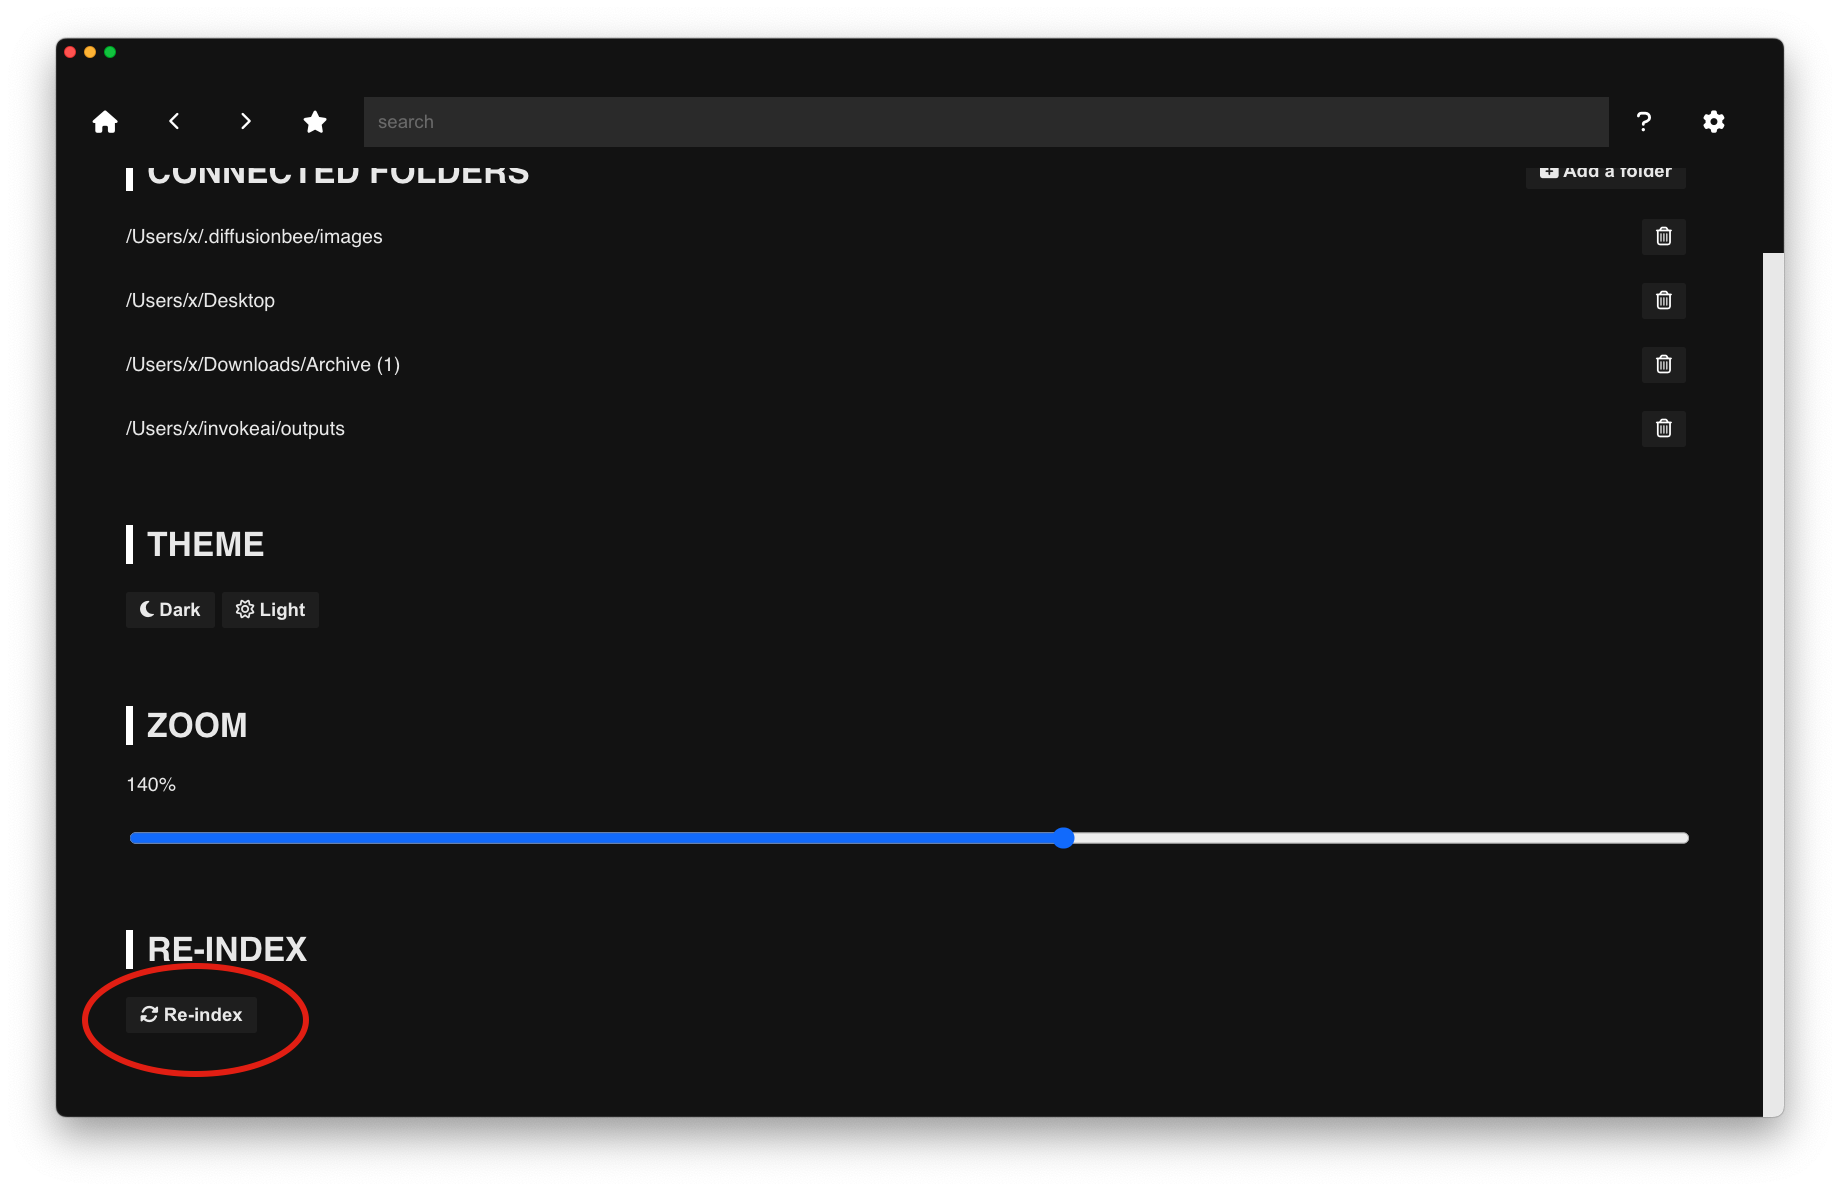 search
?
CONNECTED FOLDERS
Add a folder
/Users/x/.diffusionbee/images
/Users/x/Desktop
/Users/x/Downloads/Archive (1)
/Users/x/invokeai/outputs
THEME
Dark
Light
ZOOM
140%
RE-INDEX
Re-index